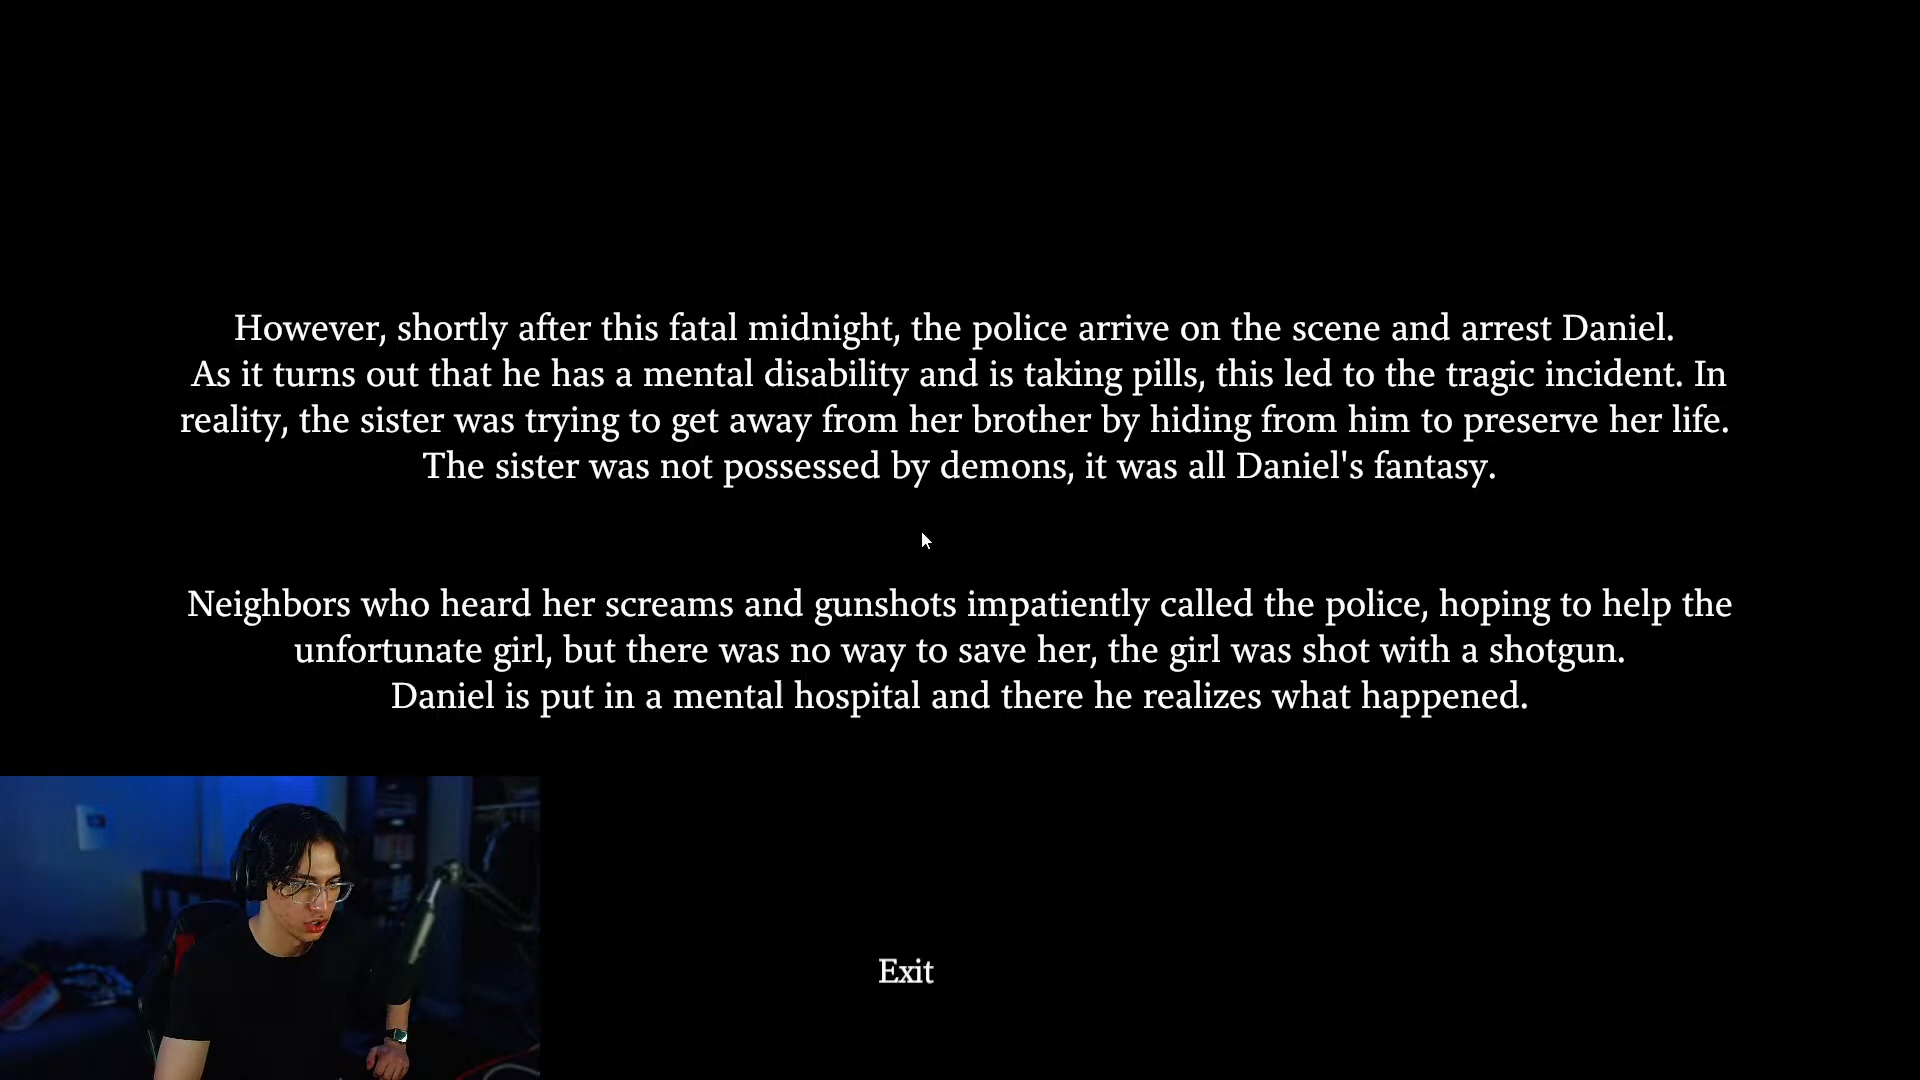 However, shortly after this fatal midnight, the police arrive on the scene and arrest Daniel.
As it turns out that he has a mental disability and is taking pills, this led to the tragic incident. In
reality, the sister was trying to get away from her brother by hiding from him to preserve her life.
The sister was not possessed by demons, it was all Daniel's fantasy.
Neighbors who heard her screams and gunshots impatiently called the police, hoping to help the
unfortunate girl, but there was no way to save her, the girl was shot with a shotgun.
Daniel is put in a mental hospital and there he realizes what happened.
Exit